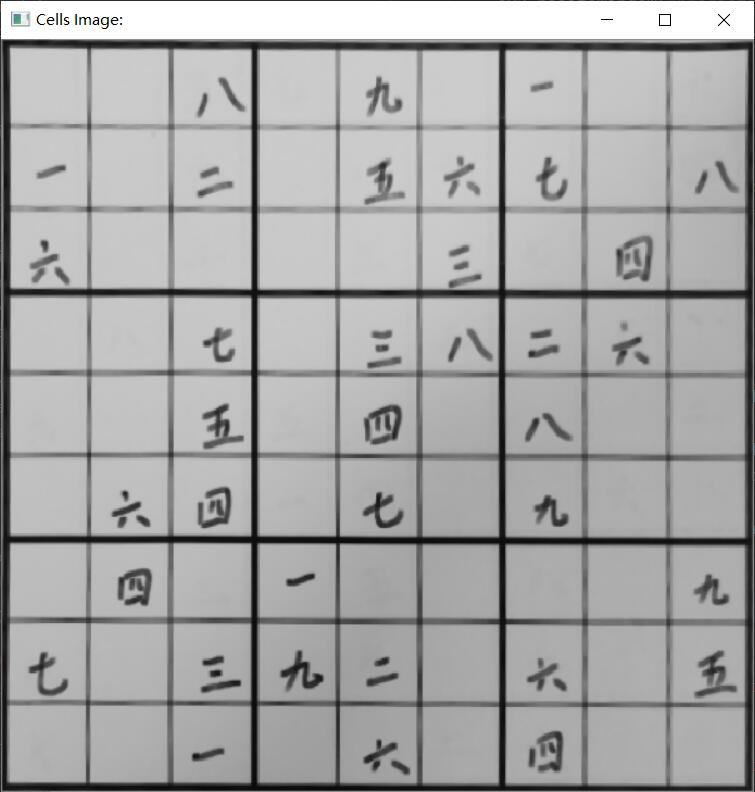 Cells Image:
八 九 一
一 二 五 六 七 八
六 三 四
七 三 八 二 六
五 四 八
六 四 七 九
四 一 九
七 三 九 二 六 五
一 六 四